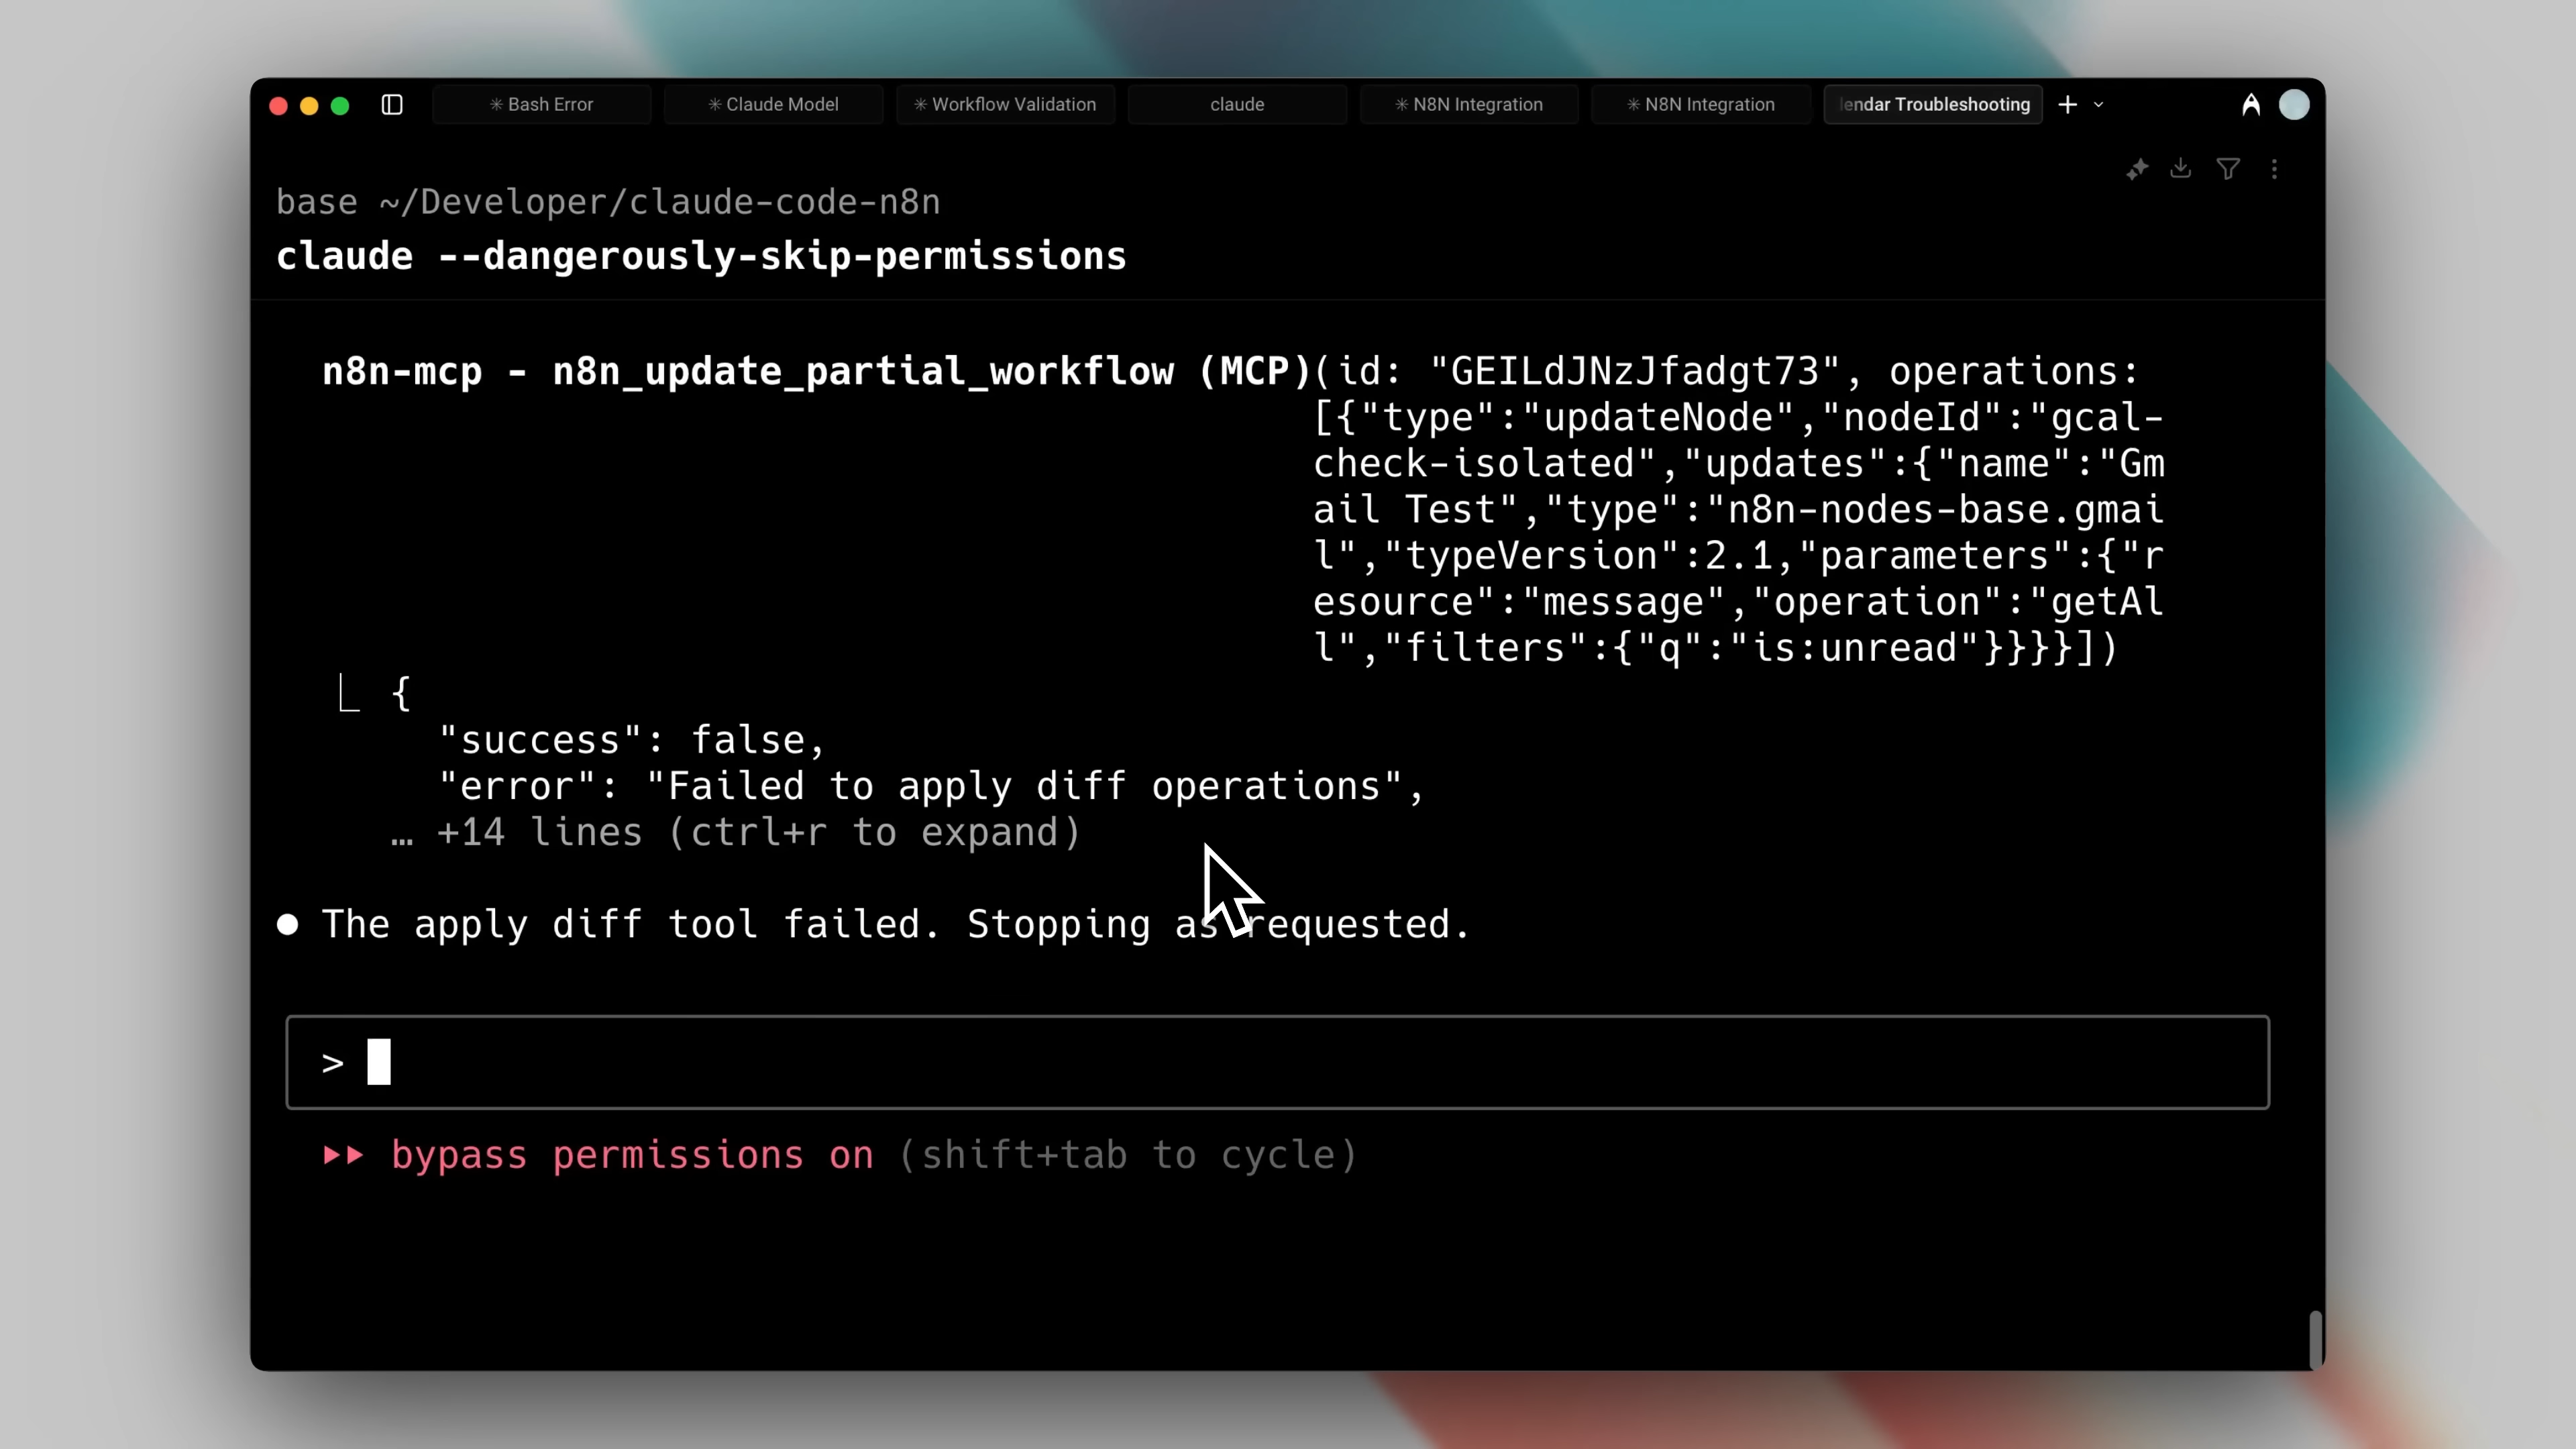 ✳ Bash Error
✳ Claude Model
✳ Workflow Validation
claude
✳ N8N Integration
✳ N8N Integration
lendar Troubleshooting
base ~/Developer/claude-code-n8n
claude --dangerously-skip-permissions
n8n-mcp - n8n_update_partial_workflow (MCP)(id: "GEILdJNzJfadgt73", operations:
[{"type":"updateNode","nodeId":"gcal-
check-isolated","updates":{"name":"Gm
ail Test","type":"n8n-nodes-base.gmai
l","typeVersion":2.1,"parameters":{"r
esource":"message","operation":"getAl
l","filters":{"q":"is:unread"}}}}])
⎿ {
"success": false,
"error": "Failed to apply diff operations",
… +14 lines (ctrl+r to expand)
● The apply diff tool failed. Stopping as requested.
>
⏵⏵ bypass permissions on (shift+tab to cycle)